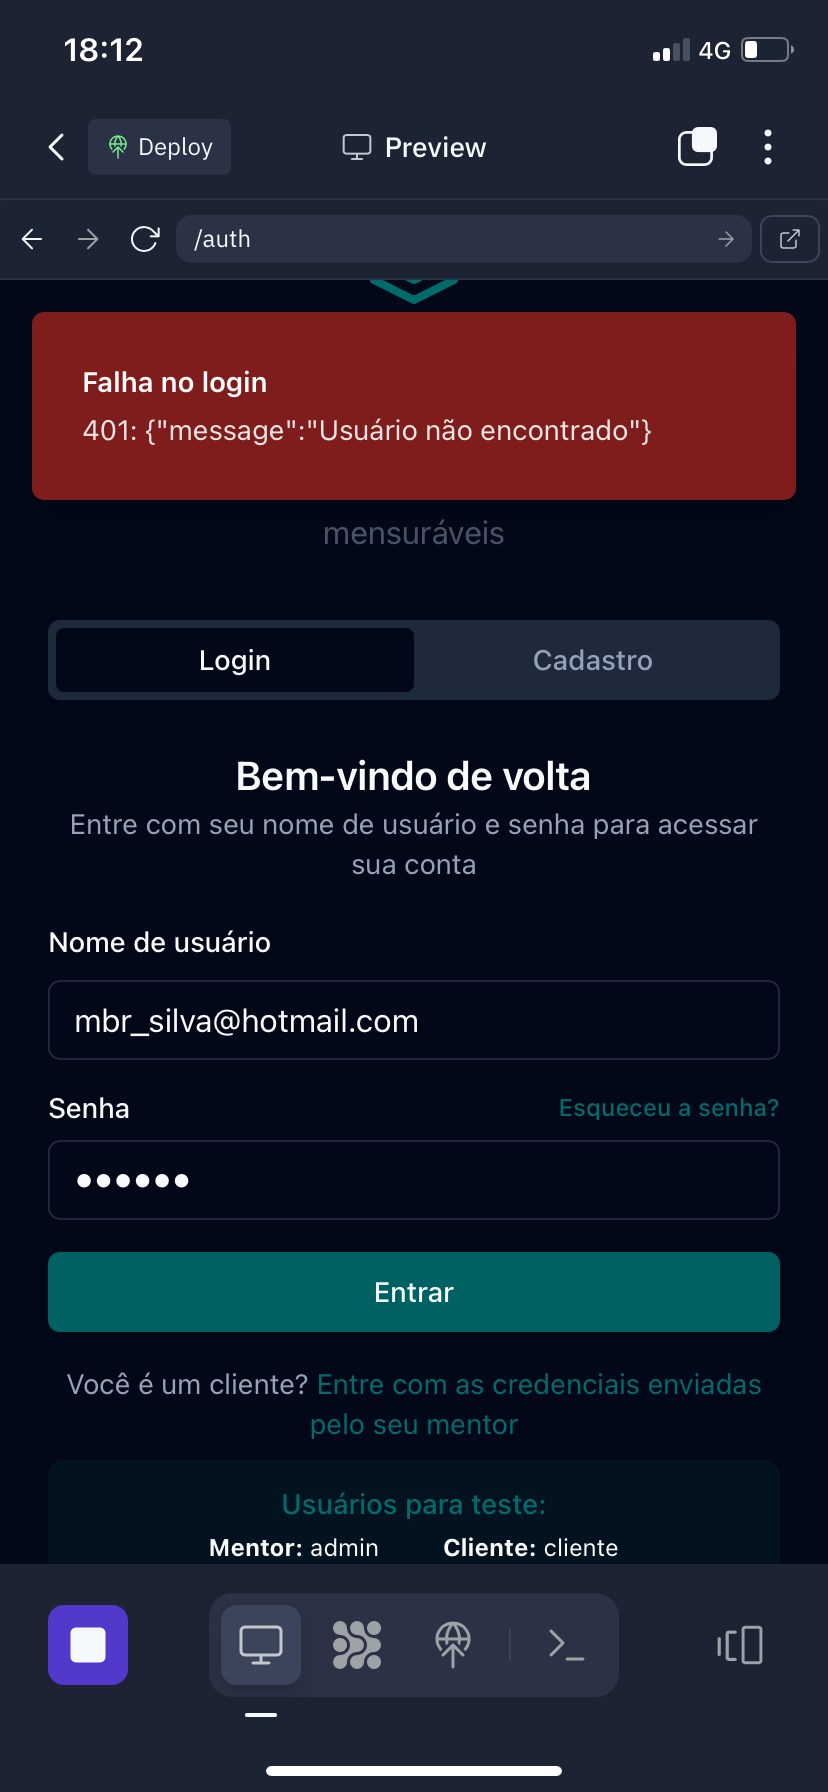 18:12
4G
Deploy
Preview
/auth
Falha no login
401: {"message":"Usuário não encontrado"}
mensuráveis
Login
Cadastro
Bem-vindo de volta
Entre com seu nome de usuário e senha para acessar
sua conta
Nome de usuário
mbr_silva@hotmail.com
Senha
Esqueceu a senha?
Entrar
Você é um cliente? Entre com as credenciais enviadas
pelo seu mentor
Usuários para teste:
Mentor: admin
Cliente: cliente